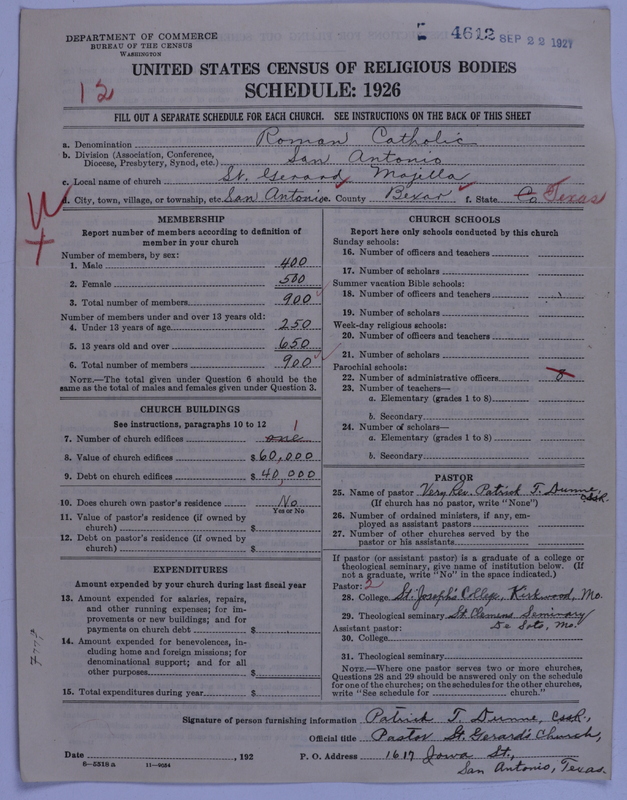 DEPARTMENT OF COMMERCE
BUREAU OF THE CENSUS
WASHINGTON
4612 SEP 22 1927
12
UNITED STATES CENSUS OF RELIGIOUS BODIES
SCHEDULE: 1926
FILL OUT A SEPARATE SCHEDULE FOR EACH CHURCH. SEE INSTRUCTIONS ON THE BACK OF THIS SHEET
a. Denomination Roman Catholic
b. Division (Association, Conference, Diocese, Presbytery, Synod, etc.) San Antonio
c. Local name of church St. Gerard Majella
d. City, town, village, or township, etc. San Antonio e. County Bexar f. State Co Texas
MEMBERSHIP
Report number of members according to definition of member in your church
Number of members, by sex:
1. Male 400
2. Female 500
3. Total number of members 900
Number of members under and over 13 years old:
4. Under 13 years of age 250
5. 13 years old and over 650
6. Total number of members 900
NOTE.—The total given under Question 6 should be the same as the total of males and females given under Question 3.
CHURCH BUILDINGS
See instructions, paragraphs 10 to 12
7. Number of church edifices one 1
8. Value of church edifices $60,000
9. Debt on church edifices $40,000
10. Does church own pastor's residence No
Yes or No
11. Value of pastor's residence (if owned by church) $
12. Debt on pastor's residence (if owned by church) $
EXPENDITURES
Amount expended by your church during last fiscal year
13. Amount expended for salaries, repairs, and other running expenses; for improvements or new buildings; and for payments on church debt $
14. Amount expended for benevolences, including home and foreign missions; for denominational support; and for all other purposes $
15. Total expenditures during year $
CHURCH SCHOOLS
Report here only schools conducted by this church
Sunday schools:
16. Number of officers and teachers
17. Number of scholars
Summer vacation Bible schools:
18. Number of officers and teachers
19. Number of scholars
Week-day religious schools:
20. Number of officers and teachers
21. Number of scholars
Parochial schools:
22. Number of administrative officers
23. Number of teachers—
a. Elementary (grades 1 to 8)
b. Secondary
24. Number of scholars—
a. Elementary (grades 1 to 8)
b. Secondary
PASTOR
25. Name of pastor Very Rev. Patrick T. Dunne, CSSR.
(If church has no pastor, write "None")
26. Number of ordained ministers, if any, employed as assistant pastors
27. Number of other churches served by the pastor or his assistants
If pastor (or assistant pastor) is a graduate of a college or theological seminary, give name of institution below. (If not a graduate, write "No" in the space indicated.)
Pastor: 2
28. College St. Joseph's College, Kirkwood, Mo.
29. Theological seminary St Clemens Seminary
Assistant pastor: De Soto, Mo.
30. College
31. Theological seminary
NOTE.—Where one pastor serves two or more churches, Questions 28 and 29 should be answered only on the schedule for one of the churches; on the schedules for the other churches, write "See schedule for church."
Signature of person furnishing information Patrick T. Dunne, CSSR.,
Official title Pastor St. Gerard's Church,
Date , 192 P. O. Address 1617 Iowa St.,
San Antonio, Texas.
8-5318a 11-9054